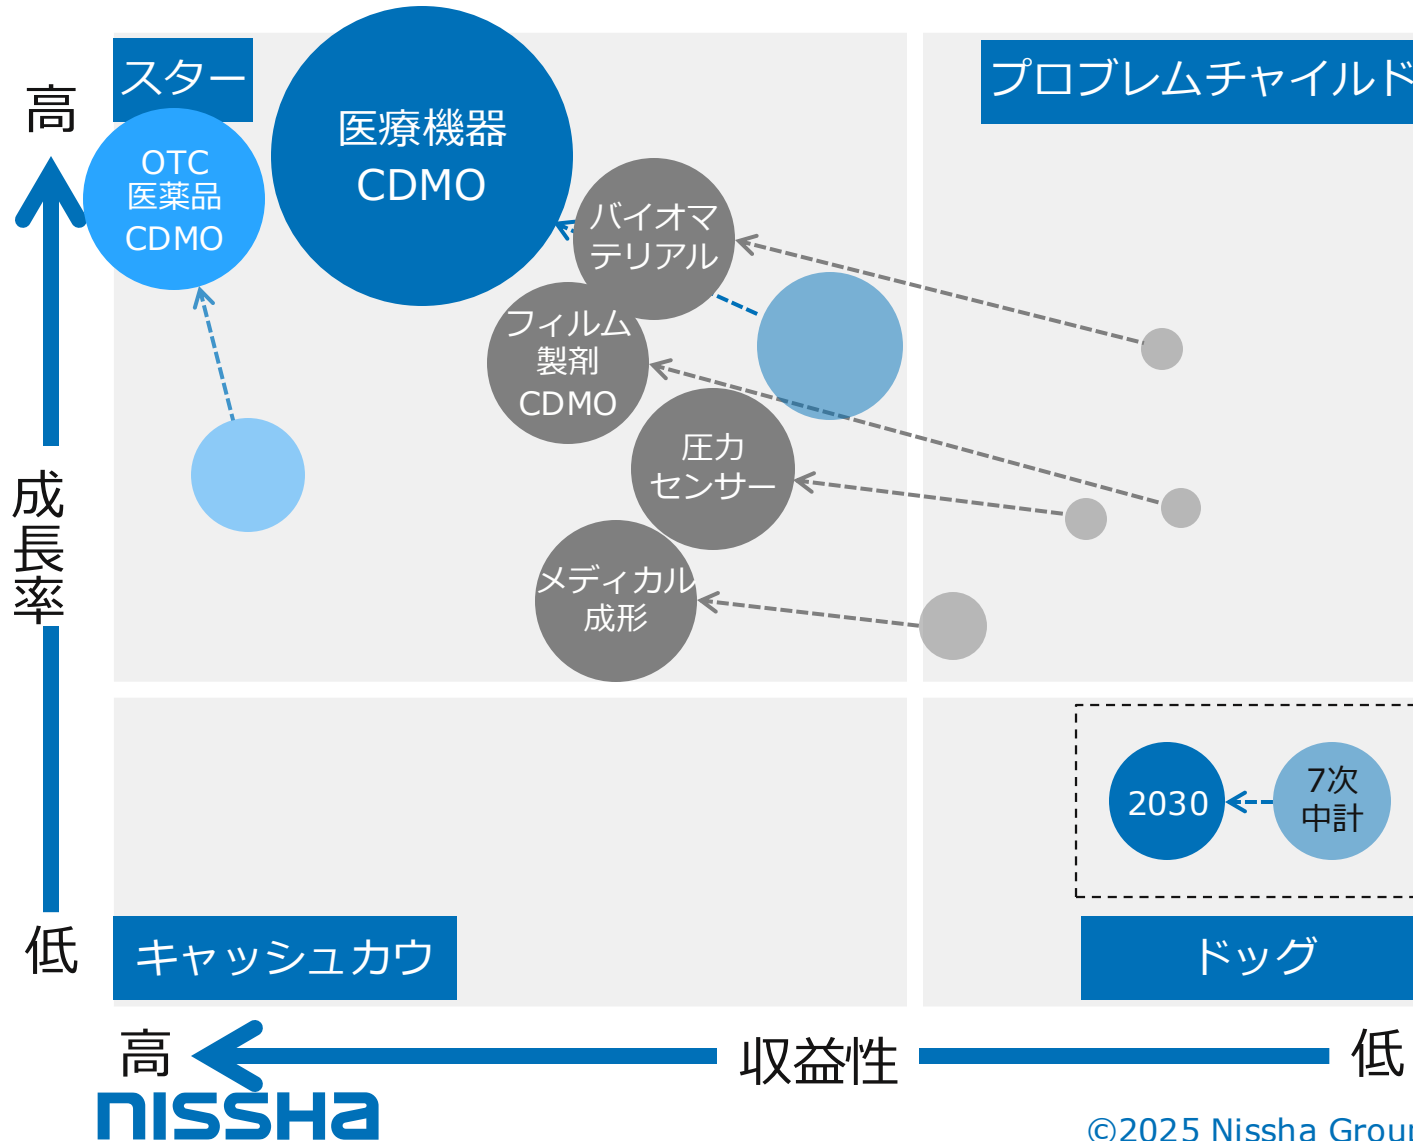 スター
プロブレムチャイルド
高
医療機器
CDMO
OTC
医薬品
CDMO
バイオマ
テリアル
フィルム
製剤
CDMO
圧力
センサー
成長率
メディカル
成形
7次
中計
2030
低
キャッシュカウ
ドッグ
高
収益性
低
NISSHA
©2025 Nissha Group